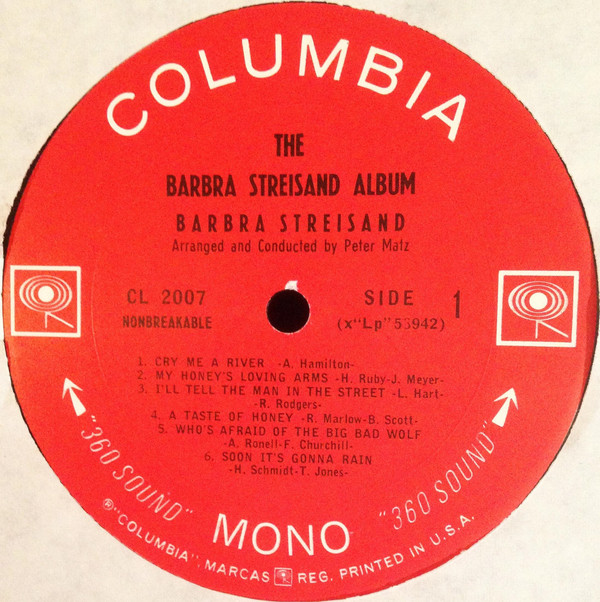 COLUMBIA
THE
BARBRA STREISAND ALBUM
BARBRA STREISAND
Arranged and Conducted by Peter Matz
CL 2007
NONBREAKABLE
SIDE 1
(x"Lp" 55942)
1. CRY ME A RIVER -A. Hamilton-
2. MY HONEY'S LOVING ARMS -H. Ruby-J. Meyer-
3. I'LL TELL THE MAN IN THE STREET -L. Hart-
R. Rodgers-
4. A TASTE OF HONEY -R. Marlow-B. Scott-
5. WHO'S AFRAID OF THE BIG BAD WOLF
-A. Ronell-F. Churchill-
6. SOON IT'S GONNA RAIN
-H. Schmidt-T. Jones-
"360 SOUND"
MONO
"360 SOUND"
®"COLUMBIA", MARCAS REG. PRINTED IN U.S.A.